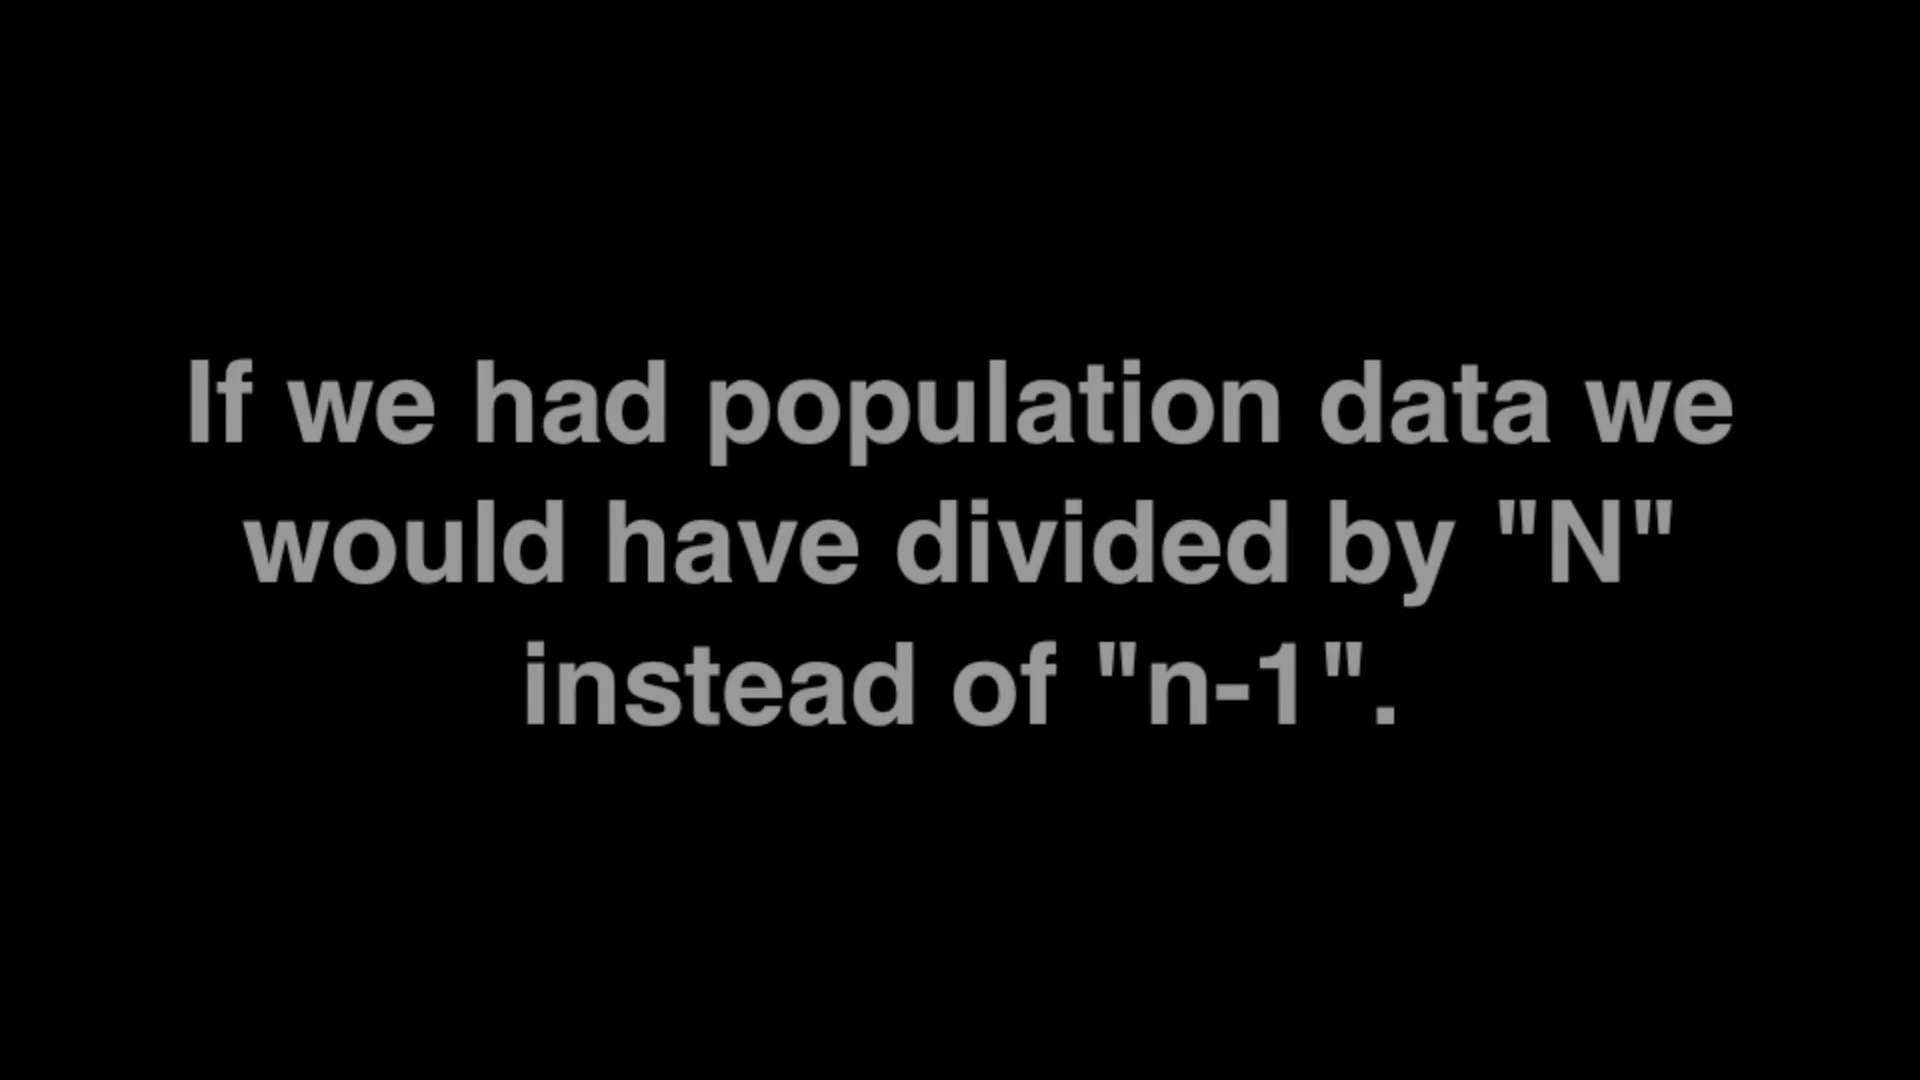 If we had population data we
would have divided by "N"
instead of "n-1".